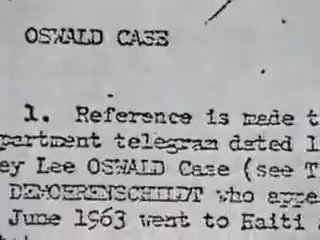 OSWALD CASE
1. Reference is made t
partment telegram dated 1
ey Lee OSWALD Case (see T
DEMOERENSCHILDT who appe
June 1963 went to Haiti